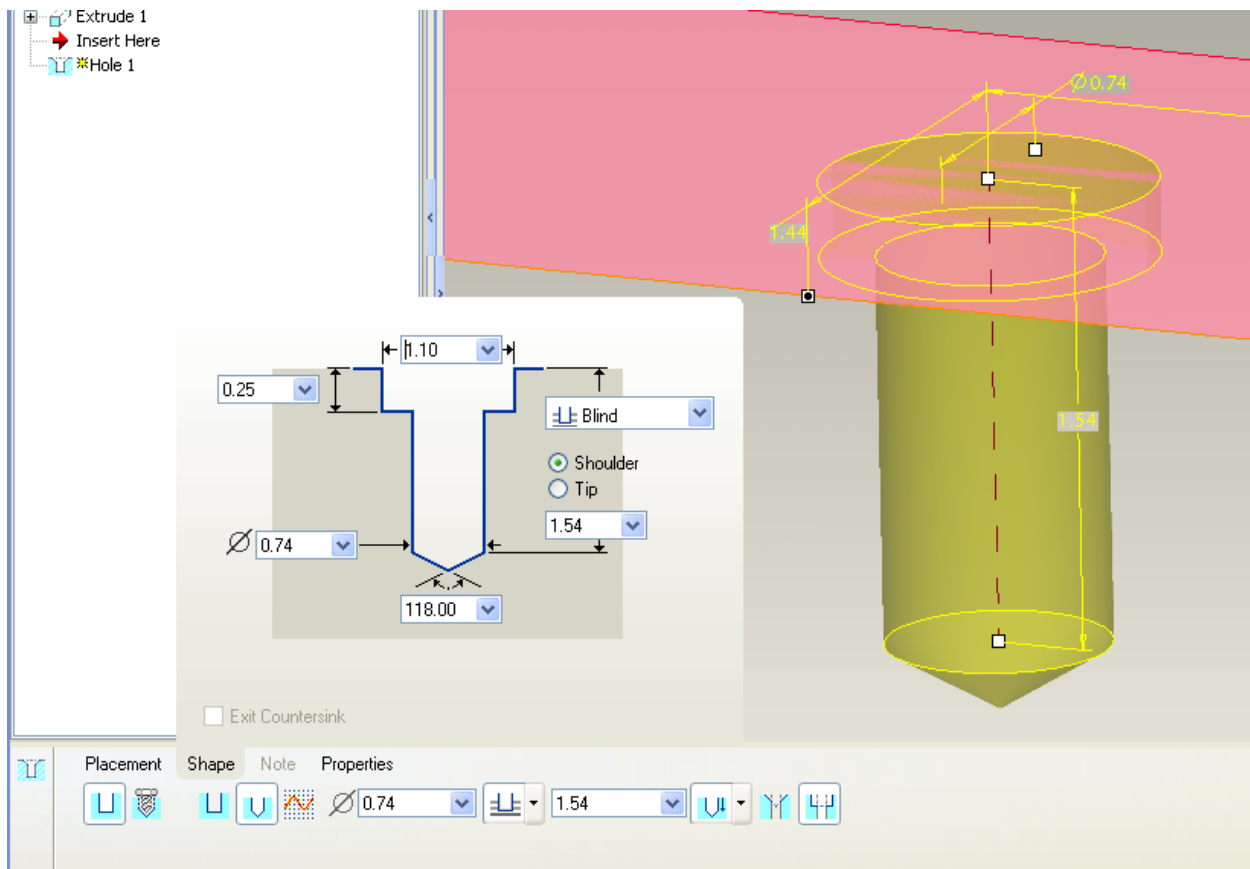 Extrude 1
Insert Here
Hole 1
Ø0.74
1.44
1.54
1.10
0.25
Blind
Shoulder
Tip
1.54
Ø 0.74
118.00
Exit Countersink
Placement Shape Note Properties
Ø 0.74 1.54